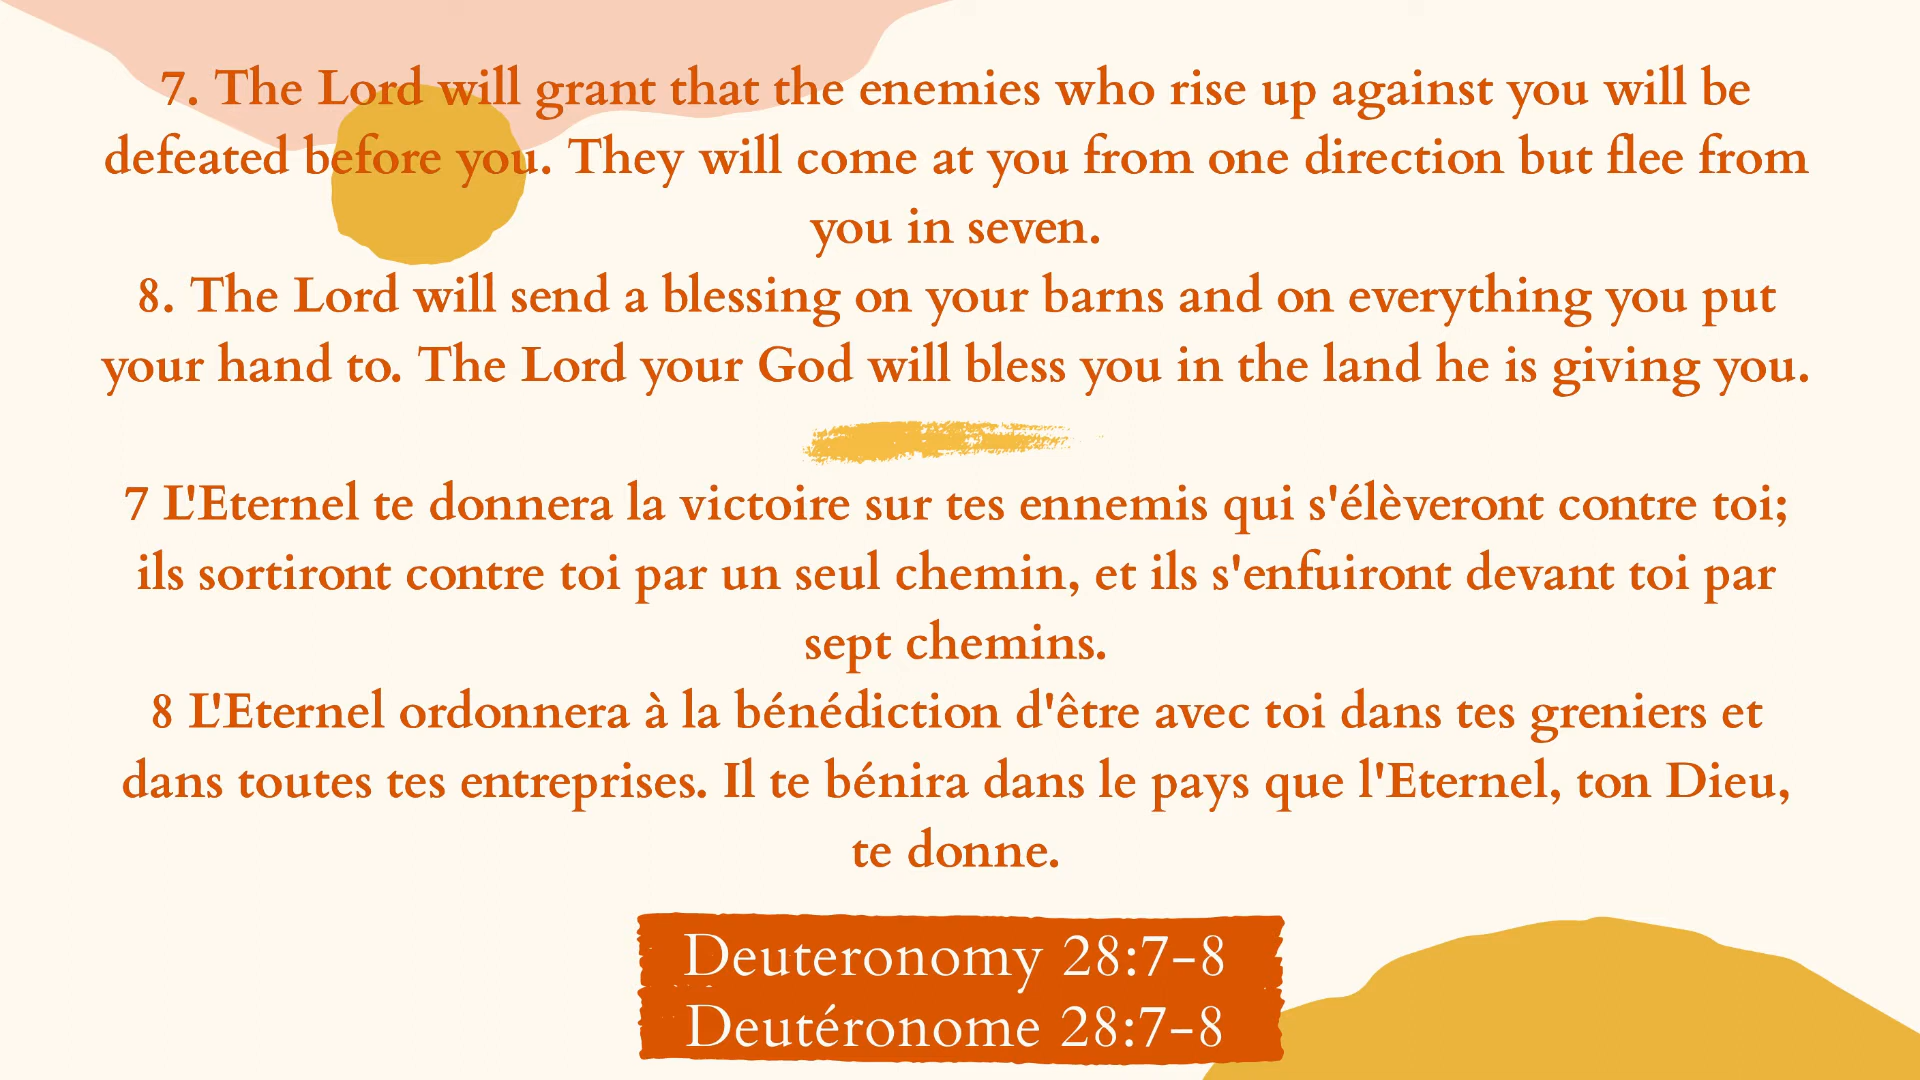 7. The Lord will grant that the enemies who rise up against you will be
defeated before you. They will come at you from one direction but flee from
you in seven.
8. The Lord will send a blessing on your barns and on everything you put
your hand to. The Lord your God will bless you in the land he is giving you.
7 L'Eternel te donnera la victoire sur tes ennemis qui s'élèveront contre toi;
ils sortiront contre toi par un seul chemin, et ils s'enfuiront devant toi par
sept chemins.
8 L'Eternel ordonnera à la bénédiction d'être avec toi dans tes greniers et
dans toutes tes entreprises. Il te bénira dans le pays que l'Eternel, ton Dieu,
te donne.
Deuteronomy 28:7-8
Deutéronome 28:7-8